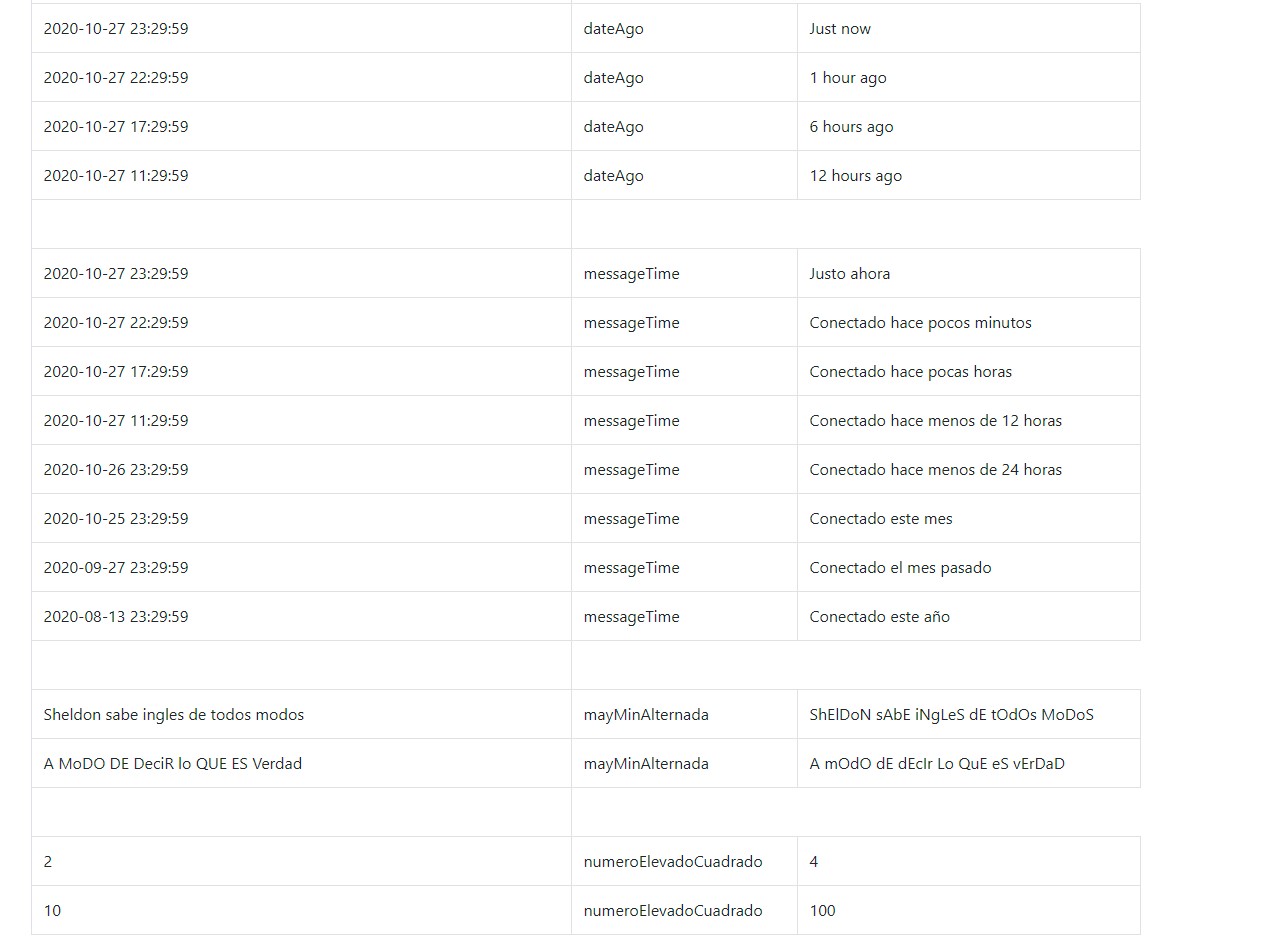 2020-10-27 23:29:59 dateAgo Just now
2020-10-27 22:29:59 dateAgo 1 hour ago
2020-10-27 17:29:59 dateAgo 6 hours ago
2020-10-27 11:29:59 dateAgo 12 hours ago
2020-10-27 23:29:59 messageTime Justo ahora
2020-10-27 22:29:59 messageTime Conectado hace pocos minutos
2020-10-27 17:29:59 messageTime Conectado hace pocas horas
2020-10-27 11:29:59 messageTime Conectado hace menos de 12 horas
2020-10-26 23:29:59 messageTime Conectado hace menos de 24 horas
2020-10-25 23:29:59 messageTime Conectado este mes
2020-09-27 23:29:59 messageTime Conectado el mes pasado
2020-08-13 23:29:59 messageTime Conectado este año
Sheldon sabe ingles de todos modos mayMinAlternada ShElDoN sAbE iNgLeS dE tOdOs MoDoS
A MoDO DE DeciR lo QUE ES Verdad mayMinAlternada A mOdO dE dEcIr Lo QuE eS vErDaD
2 numeroElevadoCuadrado 4
10 numeroElevadoCuadrado 100